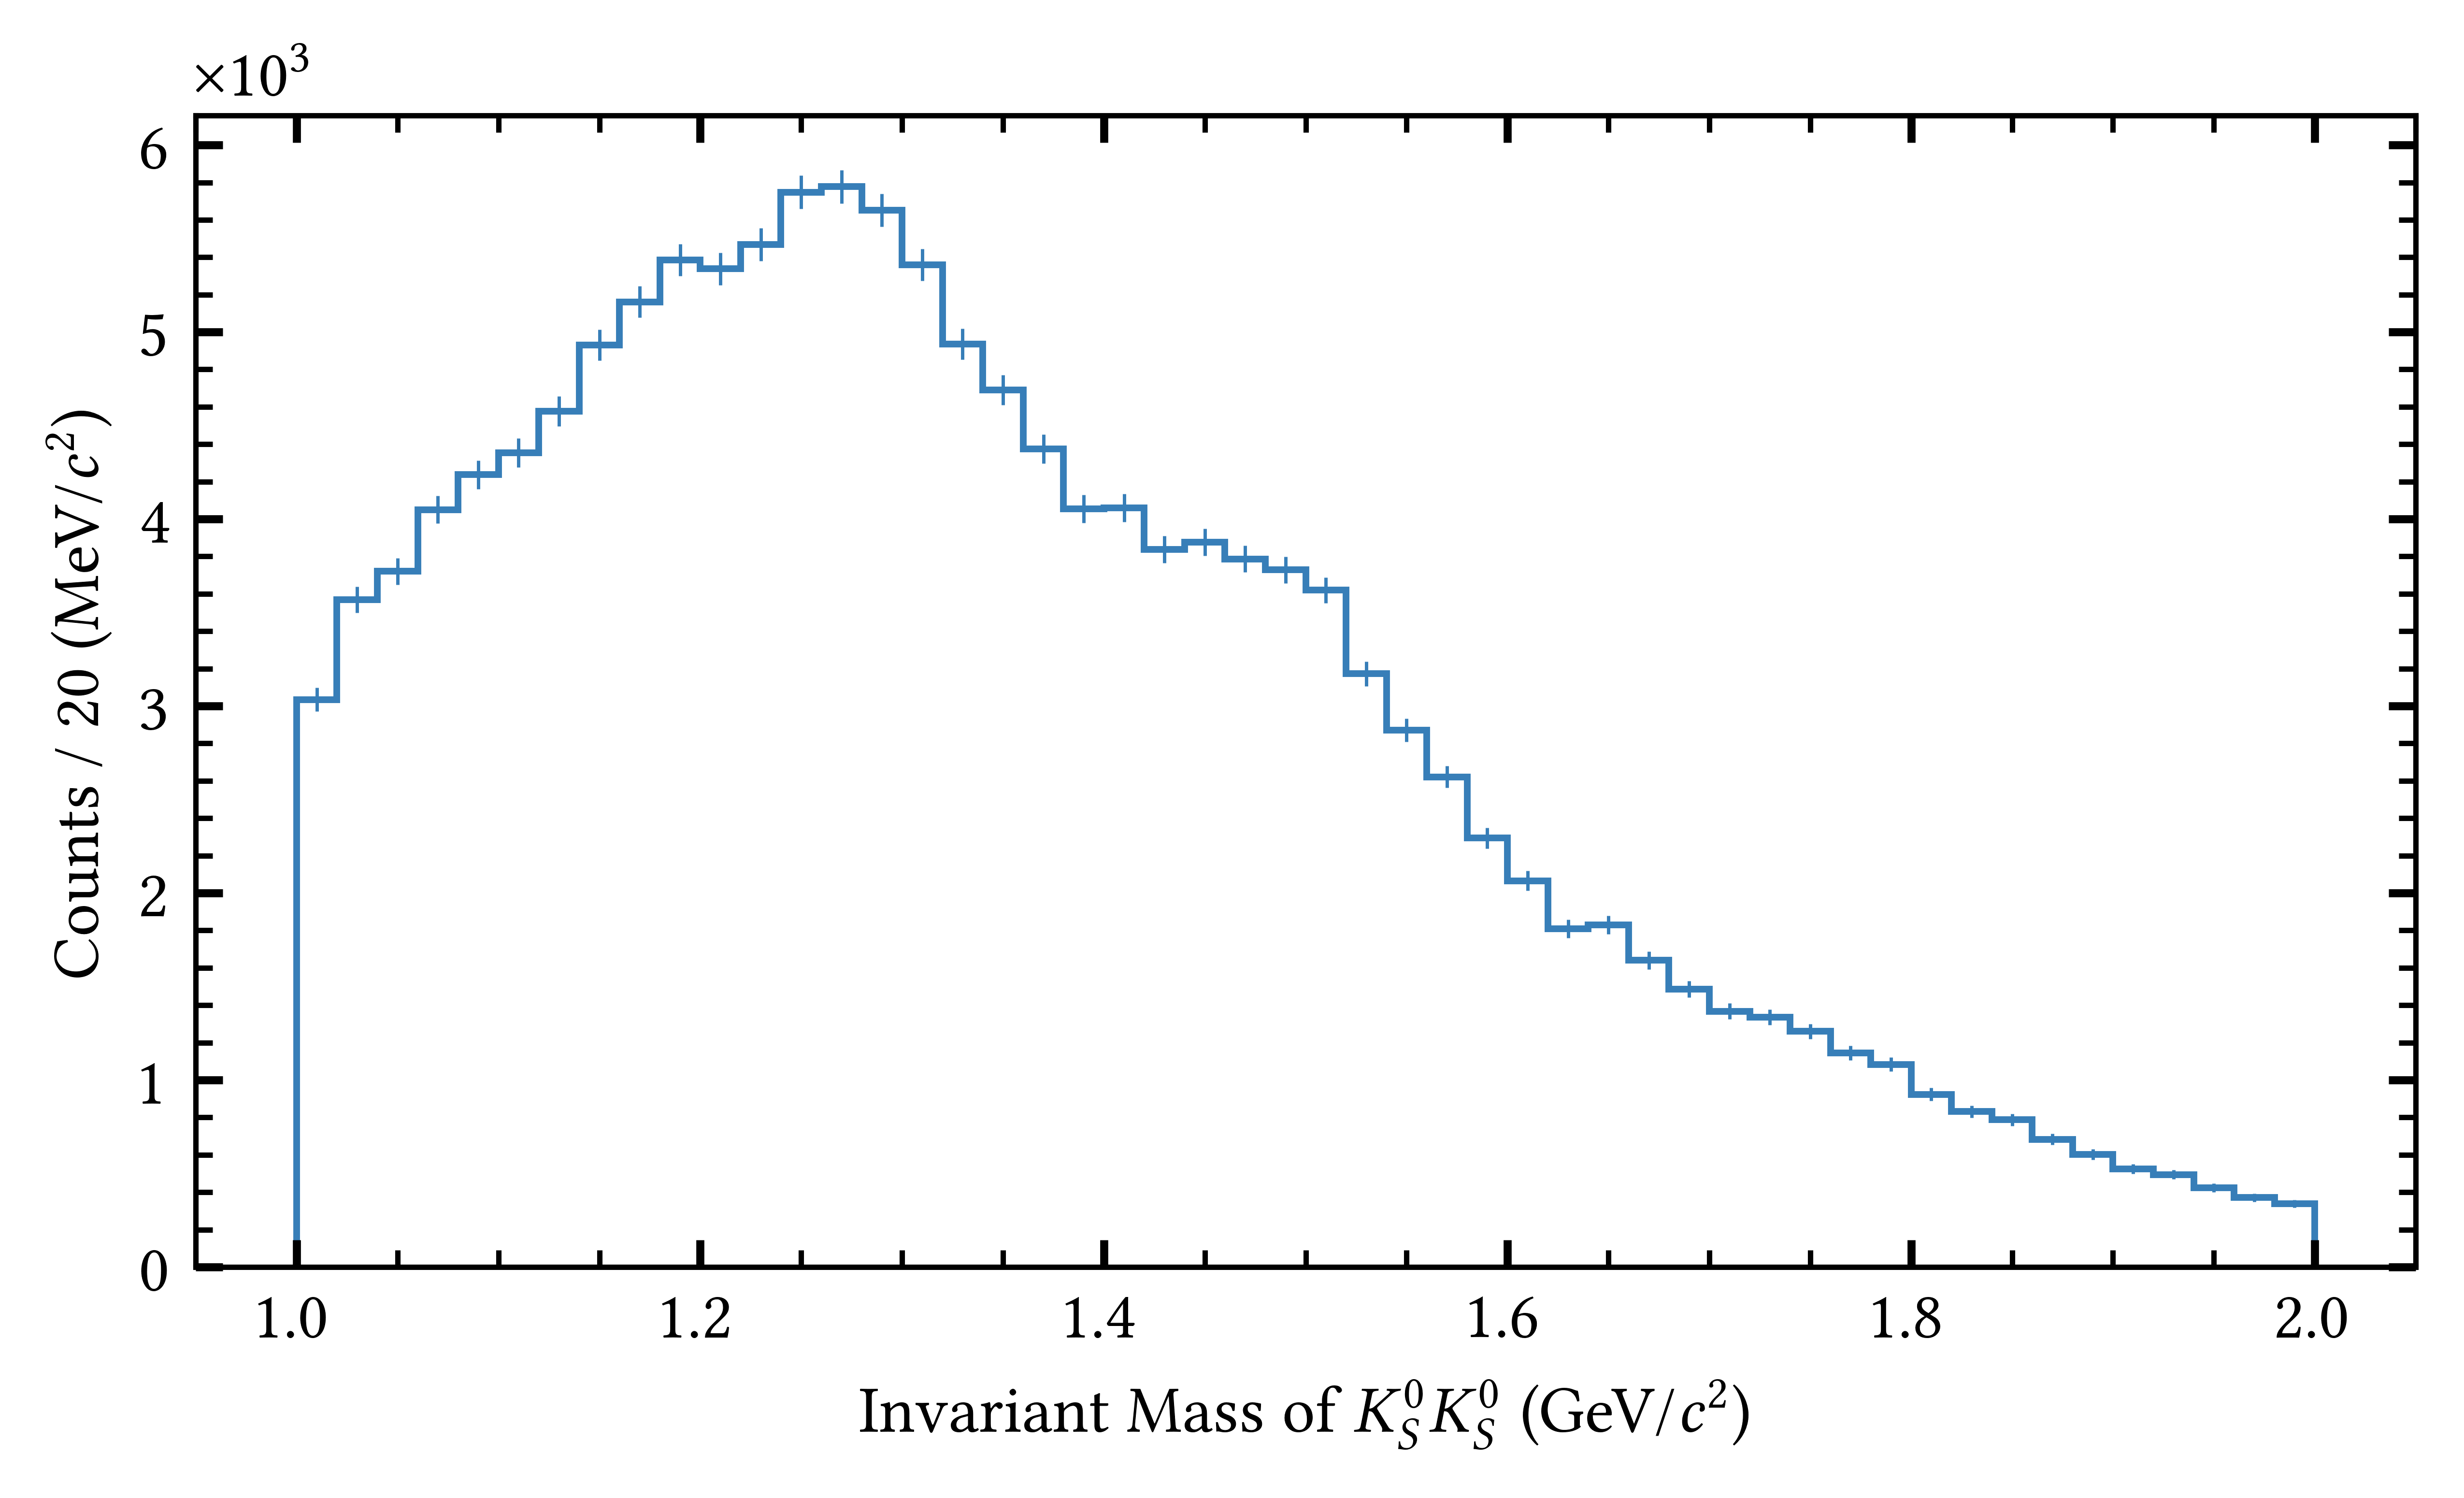 ×10³
6
5
4
3
2
1
0
Counts / 20 (MeV/c²)
1.0 1.2 1.4 1.6 1.8 2.0
Invariant Mass of K⁰_S K⁰_S (GeV/c²)